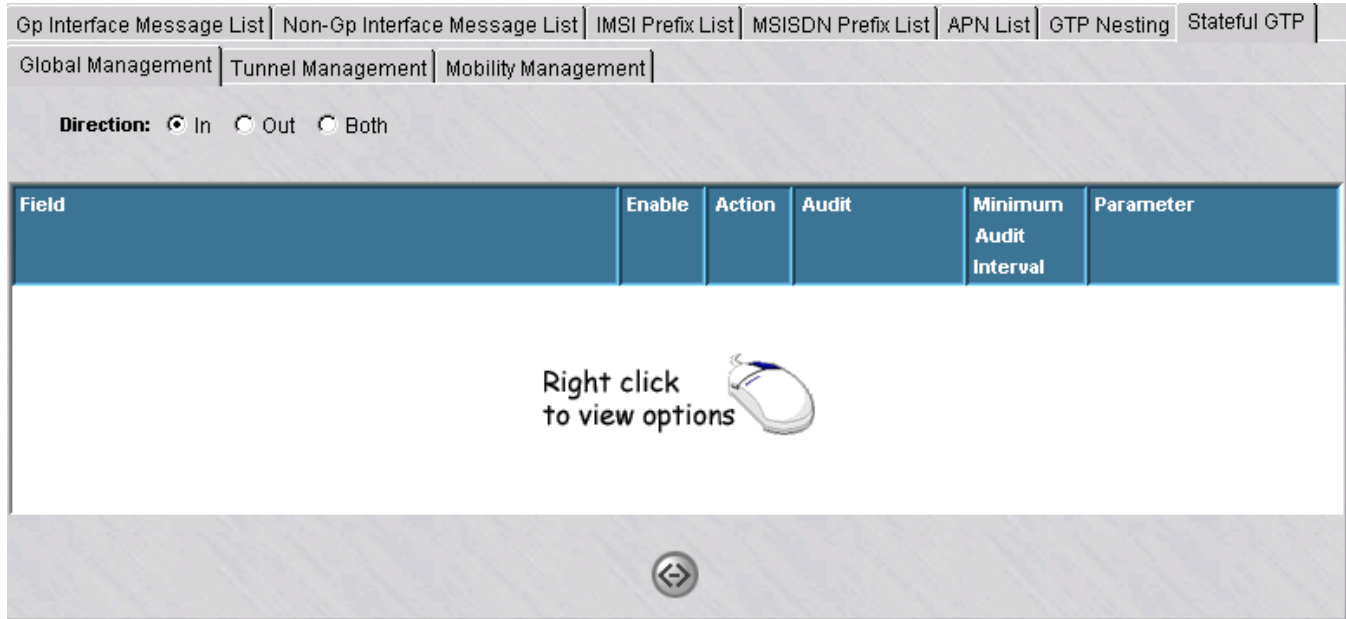 Gp Interface Message List Non-Gp Interface Message List IMSI Prefix List MSISDN Prefix List APN List GTP Nesting Stateful GTP
Global Management Tunnel Management Mobility Management
Direction: In Out Both
Field Enable Action Audit Minimum Audit Interval Parameter
Right click
to view options